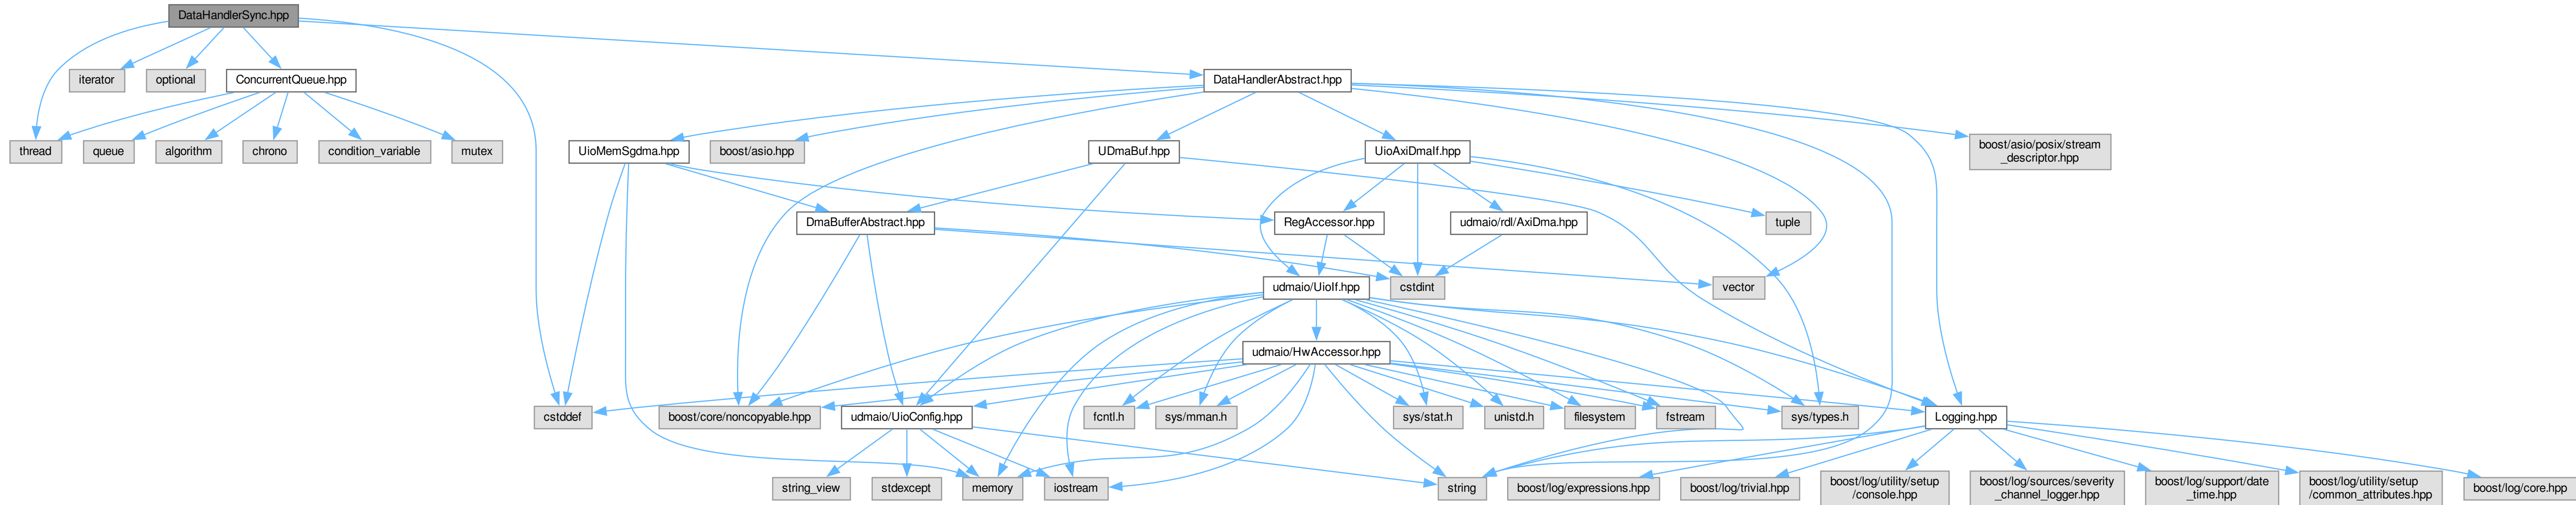 DataHandlerSync.hpp
iterator
optional
ConcurrentQueue.hpp
DataHandlerAbstract.hpp
thread
queue
algorithm
chrono
condition_variable
mutex
UioMemSgdma.hpp
boost/asio.hpp
UDmaBuf.hpp
UioAxiDmaIf.hpp
boost/asio/posix/stream
_descriptor.hpp
DmaBufferAbstract.hpp
RegAccessor.hpp
udmaio/rdl/AxiDma.hpp
tuple
udmaio/UioIf.hpp
cstdint
vector
udmaio/HwAccessor.hpp
cstddef
boost/core/noncopyable.hpp
udmaio/UioConfig.hpp
fcntl.h
sys/mman.h
sys/stat.h
unistd.h
filesystem
fstream
sys/types.h
Logging.hpp
string_view
stdexcept
memory
iostream
string
boost/log/expressions.hpp
boost/log/trivial.hpp
boost/log/utility/setup
/console.hpp
boost/log/sources/severity
_channel_logger.hpp
boost/log/support/date
_time.hpp
boost/log/utility/setup
/common_attributes.hpp
boost/log/core.hpp